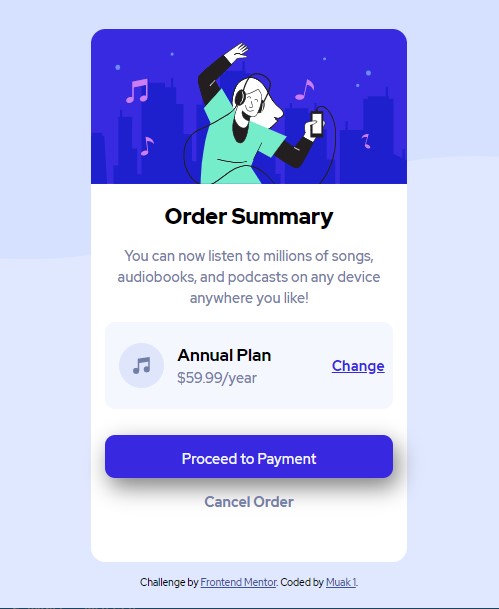 Order Summary
You can now listen to millions of songs,
audiobooks, and podcasts on any device
anywhere you like!
Annual Plan
$59.99/year
Change
Proceed to Payment
Cancel Order
Challenge by Frontend Mentor. Coded by Muak 1.